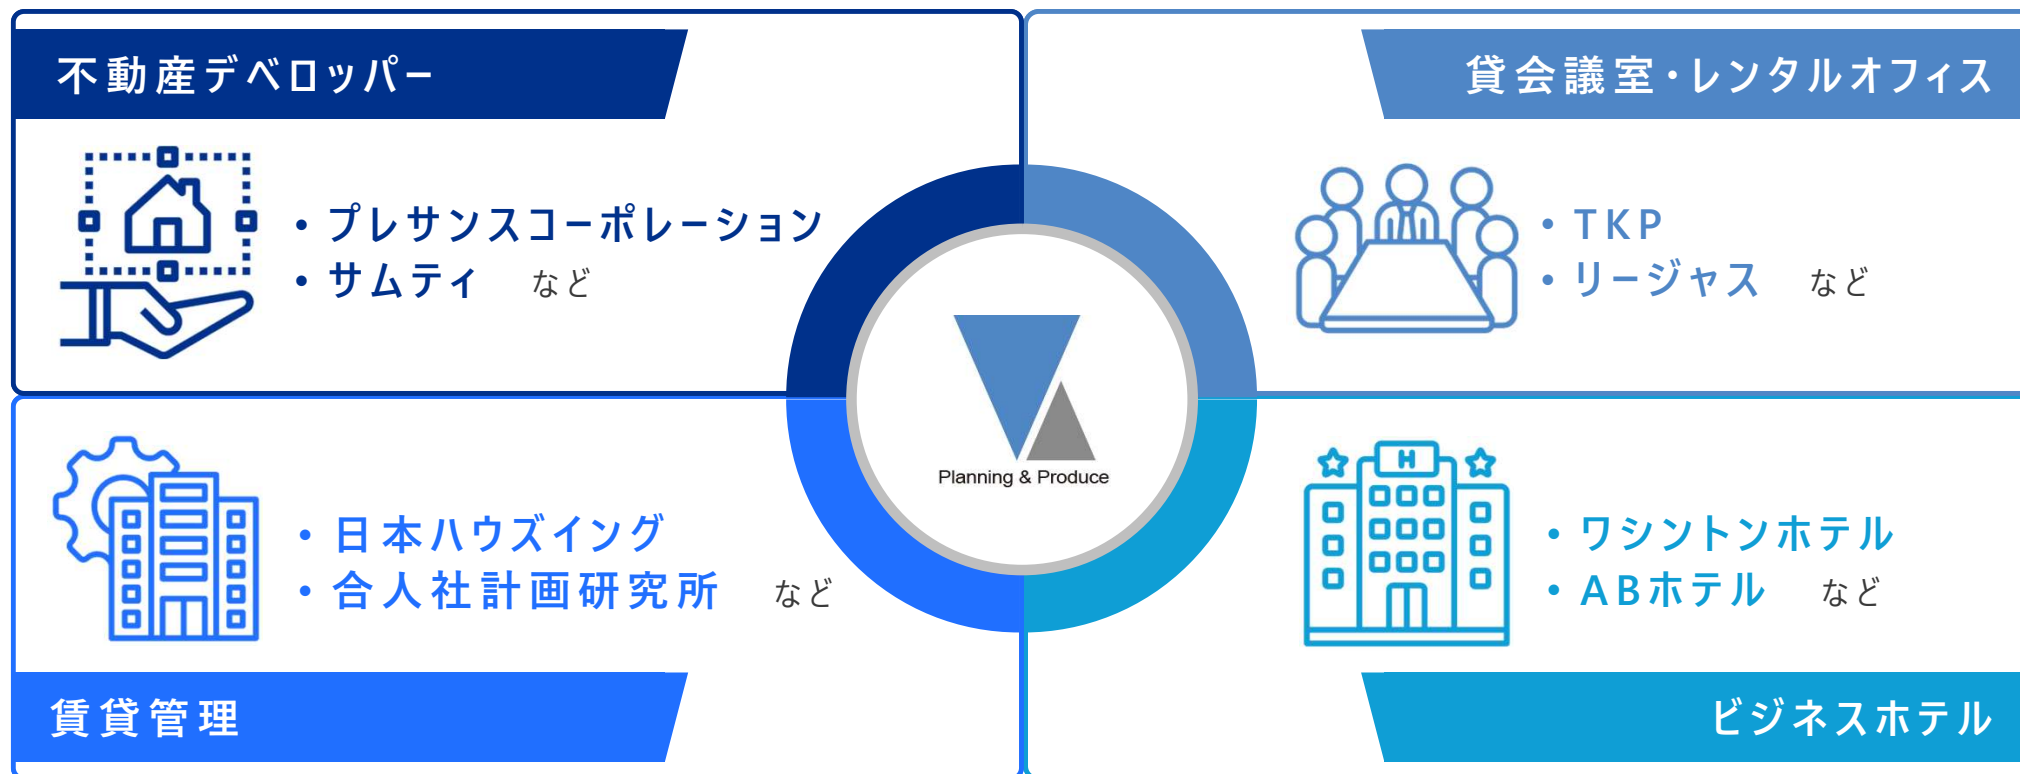 不動産デベロッパー
・プレサンスコーポレーション
・サムティ など
貸会議室・レンタルオフィス
・TKP
・リージャス など
Planning & Produce
・日本ハウズイング
・合人社計画研究所 など
賃貸管理
H
・ワシントンホテル
・ABホテル など
ビジネスホテル